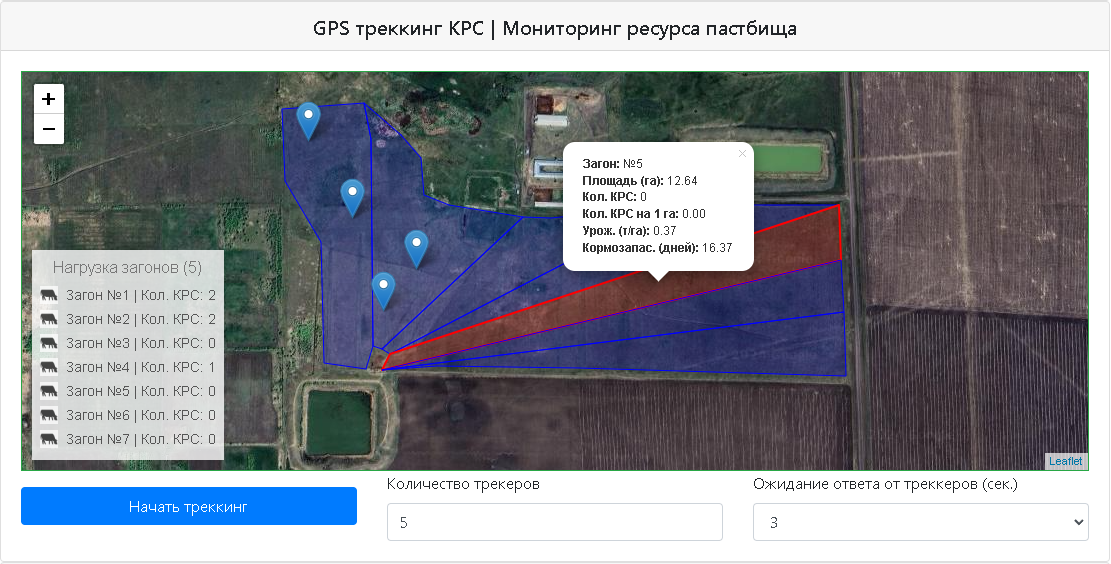 GPS треккинг КРС | Мониторинг ресурса пастбища
+
−
Загон: №5
×
Площадь (га): 12.64
Кол. КРС: 0
Кол. КРС на 1 га: 0.00
Урож. (т/га): 0.37
Кормозапас. (дней): 16.37
Нагрузка загонов (5)
Загон №1 | Кол. КРС: 2
Загон №2 | Кол. КРС: 2
Загон №3 | Кол. КРС: 0
Загон №4 | Кол. КРС: 1
Загон №5 | Кол. КРС: 0
Загон №6 | Кол. КРС: 0
Загон №7 | Кол. КРС: 0
Leaflet
Начать треккинг
Количество трекеров
5
Ожидание ответа от треккеров (сек.)
3